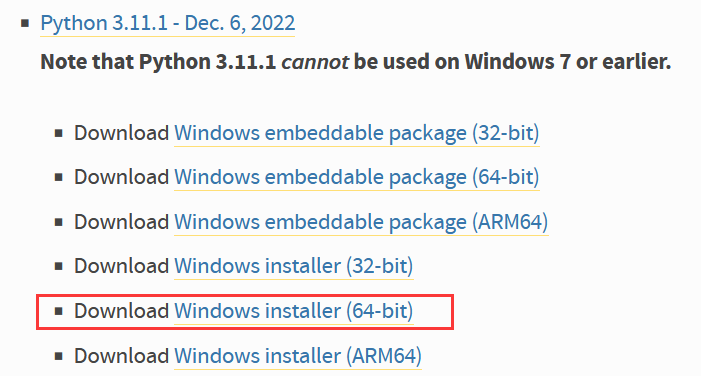 Python 3.11.1 - Dec. 6, 2022
Note that Python 3.11.1 cannot be used on Windows 7 or earlier.
Download Windows embeddable package (32-bit)
Download Windows embeddable package (64-bit)
Download Windows embeddable package (ARM64)
Download Windows installer (32-bit)
Download Windows installer (64-bit)
Download Windows installer (ARM64)